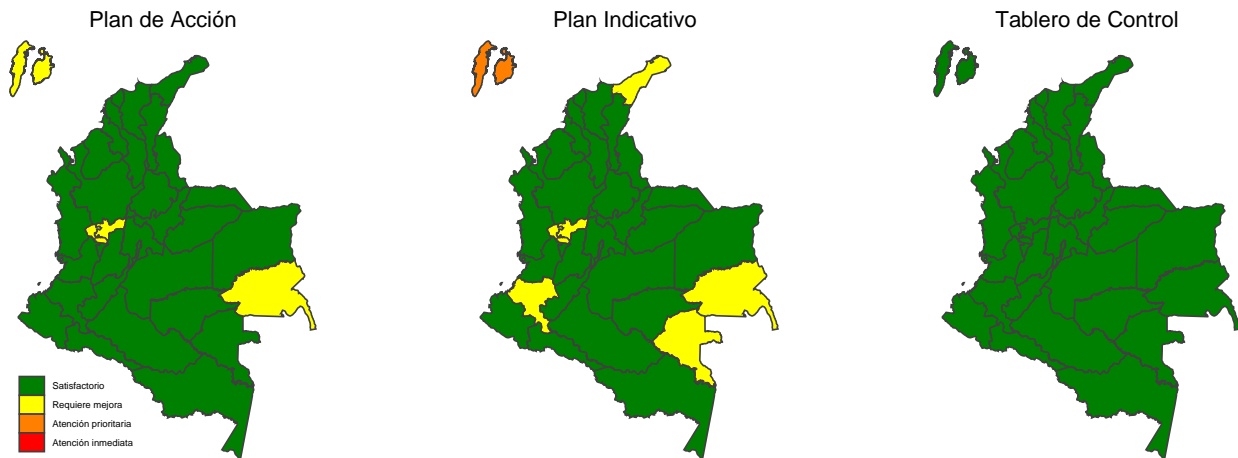 Plan de Acción
Plan Indicativo
Tablero de Control
Satisfactorio
Requiere mejora
Atención prioritaria
Atención inmediata